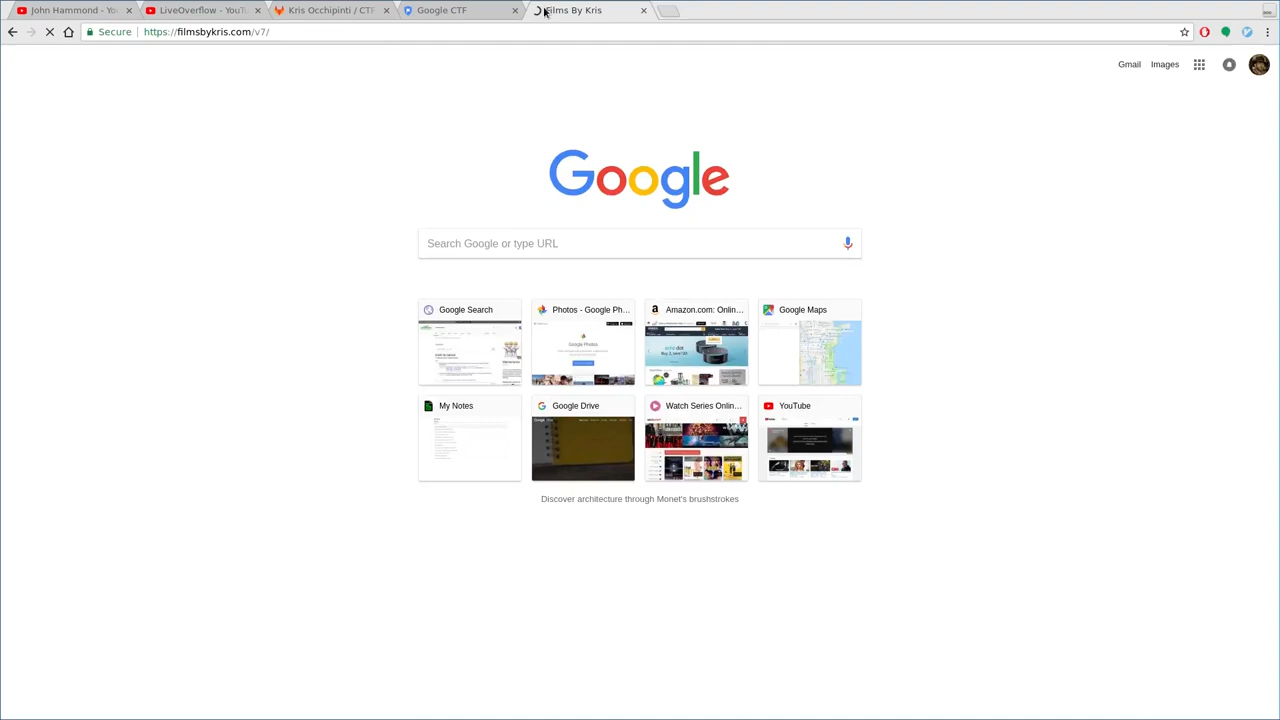 John Hammond - Yo
LiveOverflow - YouTu
Kris Occhipinti / CTF
Google CTF
Films By Kris
Secure
https://filmsbykris.com/v7/
Gmail
Images
Google
Search Google or type URL
Google Search
Photos - Google Ph...
Amazon.com: Onlin...
Google Maps
My Notes
Google Drive
Watch Series Onlin...
YouTube
Discover architecture through Monet's brushstrokes